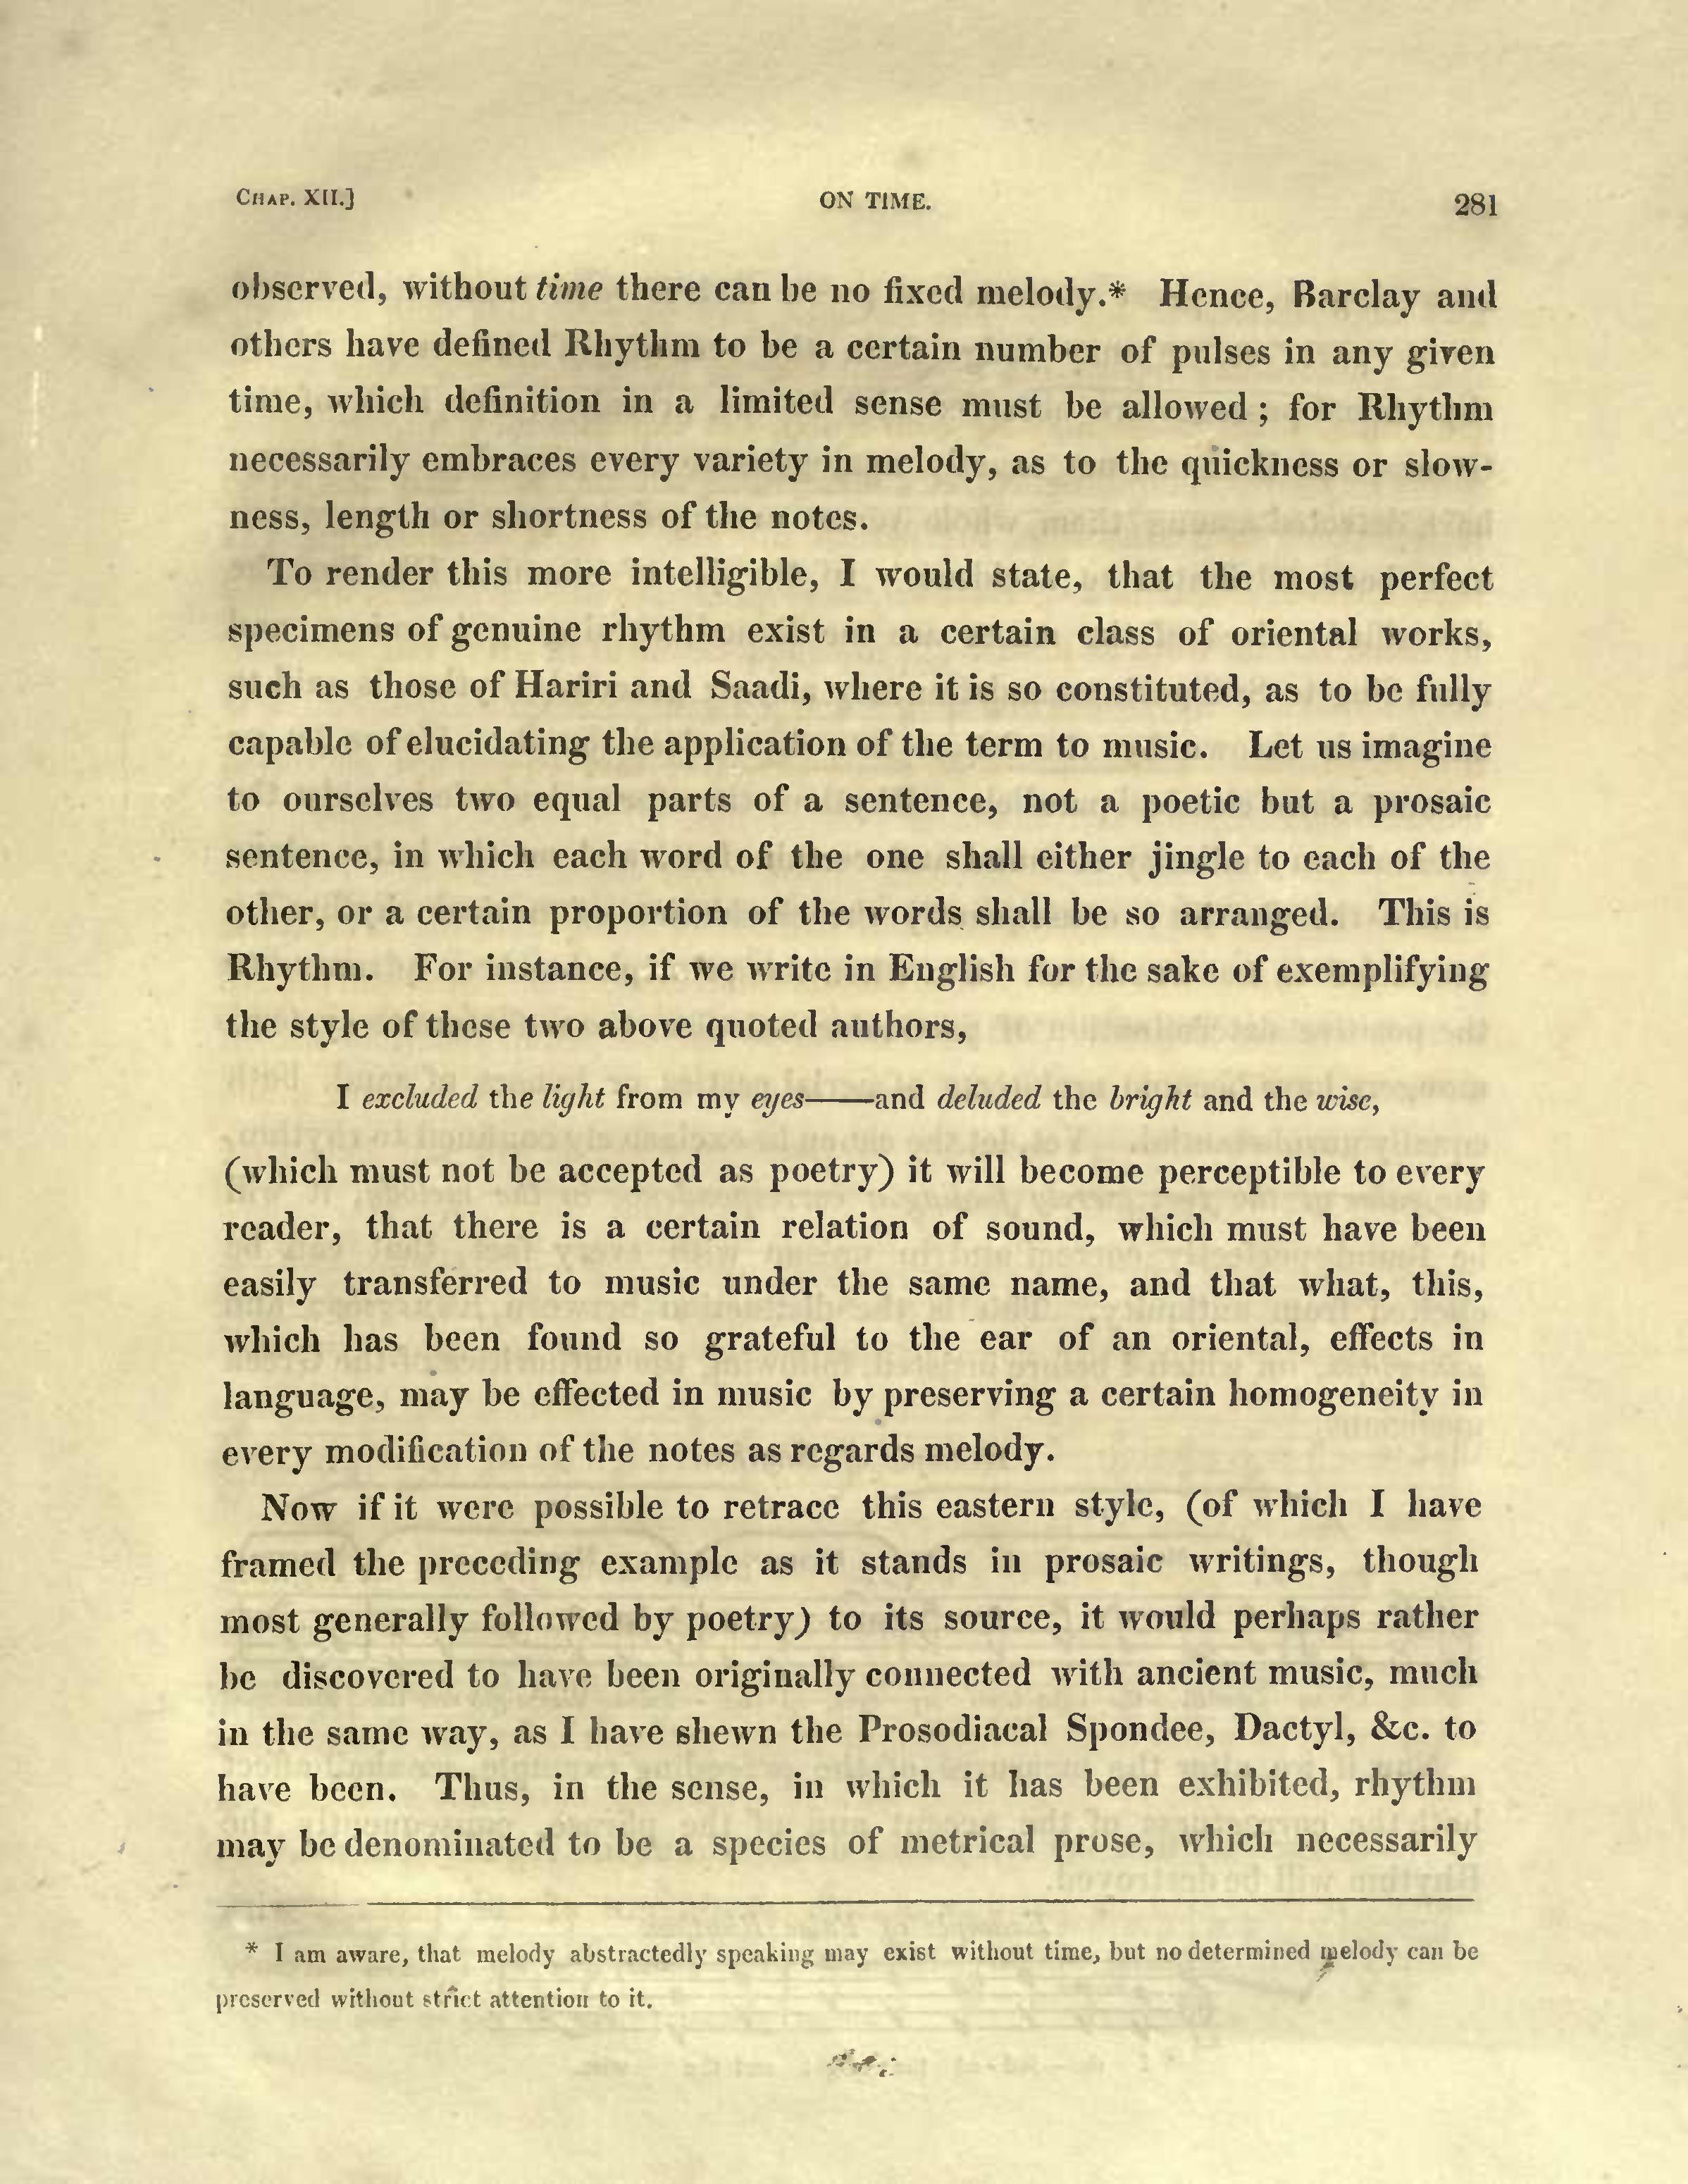 CHAP. XII.] ON TIME. 281
observed, without time there can be no fixed melody.* Hence, Barclay and
others have defined Rhythm to be a certain number of pulses in any given
time, which definition in a limited sense must be allowed ; for Rhythm
necessarily embraces every variety in melody, as to the quickness or slow-
ness, length or shortness of the notes.
To render this more intelligible, I would state, that the most perfect
specimens of genuine rhythm exist in a certain class of oriental works,
such as those of Hariri and Saadi, where it is so constituted, as to be fully
capable of elucidating the application of the term to music. Let us imagine
to ourselves two equal parts of a sentence, not a poetic but a prosaic
sentence, in which each word of the one shall either jingle to each of the
other, or a certain proportion of the words shall be so arranged. This is
Rhythm. For instance, if we write in English for the sake of exemplifying
the style of these two above quoted authors,
I excluded the light from my eyes——and deluded the bright and the wise,
(which must not be accepted as poetry) it will become perceptible to every
reader, that there is a certain relation of sound, which must have been
easily transferred to music under the same name, and that what, this,
which has been found so grateful to the ear of an oriental, effects in
language, may be effected in music by preserving a certain homogeneity in
every modification of the notes as regards melody.
Now if it were possible to retrace this eastern style, (of which I have
framed the preceding example as it stands in prosaic writings, though
most generally followed by poetry) to its source, it would perhaps rather
be discovered to have been originally connected with ancient music, much
in the same way, as I have shewn the Prosodiacal Spondee, Dactyl, &c. to
have been. Thus, in the sense, in which it has been exhibited, rhythm
may be denominated to be a species of metrical prose, which necessarily
* I am aware, that melody abstractedly speaking may exist without time, but no determined melody can be
preserved without strict attention to it.